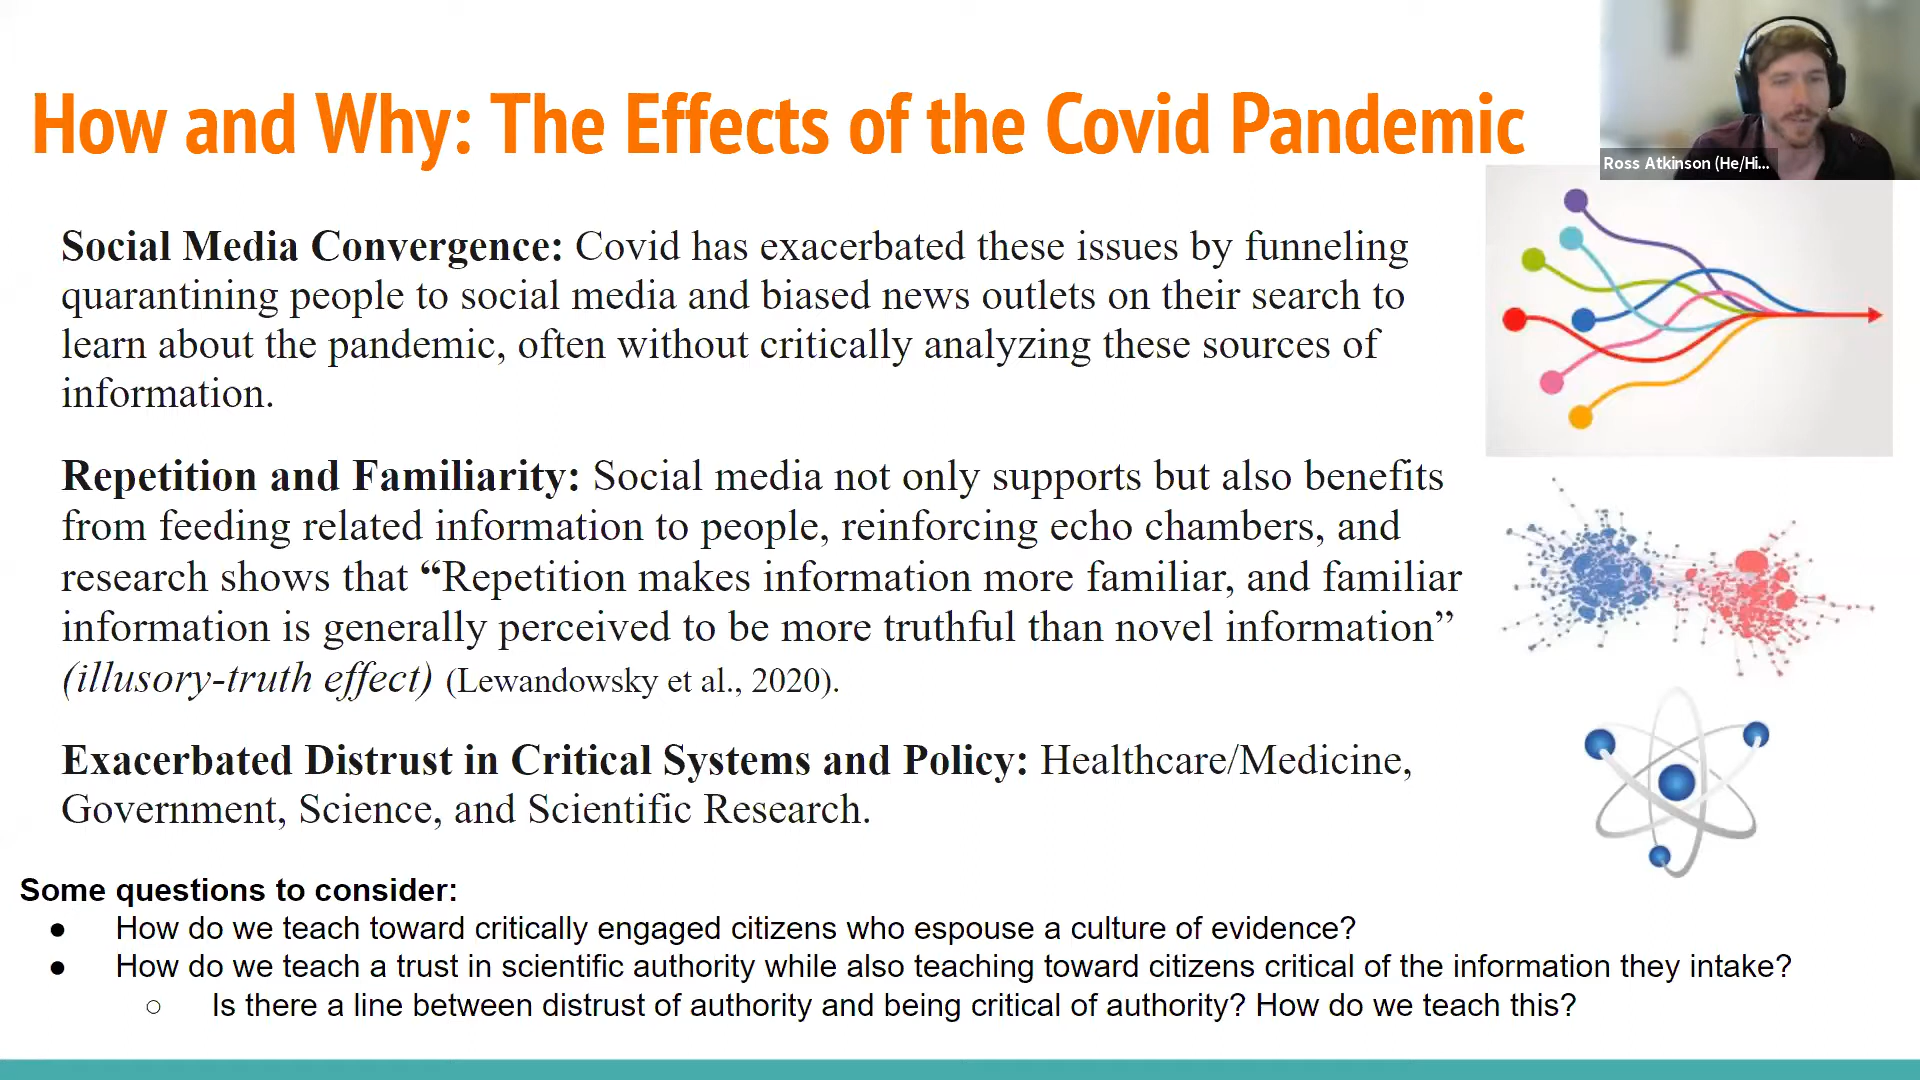 How and Why: The Effects of the Covid Pandemic
Ross Atkinson (He/Hi...
Social Media Convergence: Covid has exacerbated these issues by funneling
quarantining people to social media and biased news outlets on their search to
learn about the pandemic, often without critically analyzing these sources of
information.
Repetition and Familiarity: Social media not only supports but also benefits
from feeding related information to people, reinforcing echo chambers, and
research shows that “Repetition makes information more familiar, and familiar
information is generally perceived to be more truthful than novel information”
(illusory-truth effect) (Lewandowsky et al., 2020).
Exacerbated Distrust in Critical Systems and Policy: Healthcare/Medicine,
Government, Science, and Scientific Research.
Some questions to consider:
● How do we teach toward critically engaged citizens who espouse a culture of evidence?
● How do we teach a trust in scientific authority while also teaching toward citizens critical of the information they intake?
○ Is there a line between distrust of authority and being critical of authority? How do we teach this?